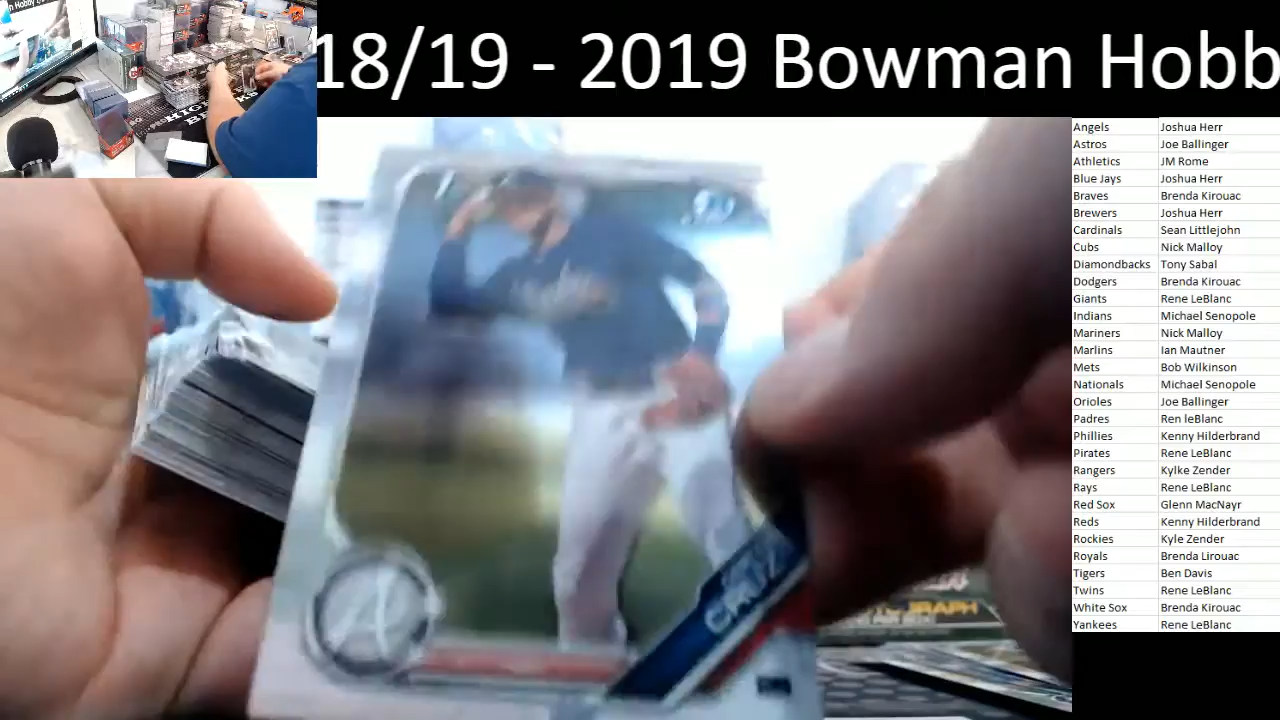 18/19 - 2019 Bowman Hobb
Angels Joshua Herr
Astros Joe Ballinger
Athletics JM Rome
Blue Jays Joshua Herr
Braves Brenda Kirouac
Brewers Joshua Herr
Cardinals Sean Littlejohn
Cubs Nick Malloy
Diamondbacks Tony Sabal
Dodgers Brenda Kirouac
Giants Rene LeBlanc
Indians Michael Senopole
Mariners Nick Malloy
Marlins Ian Mautner
Mets Bob Wilkinson
Nationals Michael Senopole
Orioles Joe Ballinger
Padres Ren leBlanc
Phillies Kenny Hilderbrand
Pirates Rene LeBlanc
Rangers Kylke Zender
Rays Rene LeBlanc
Red Sox Glenn MacNayr
Reds Kenny Hilderbrand
Rockies Kyle Zender
Royals Brenda Lirouac
Tigers Ben Davis
Twins Rene LeBlanc
White Sox Brenda Kirouac
Yankees Rene LeBlanc
CRUZ